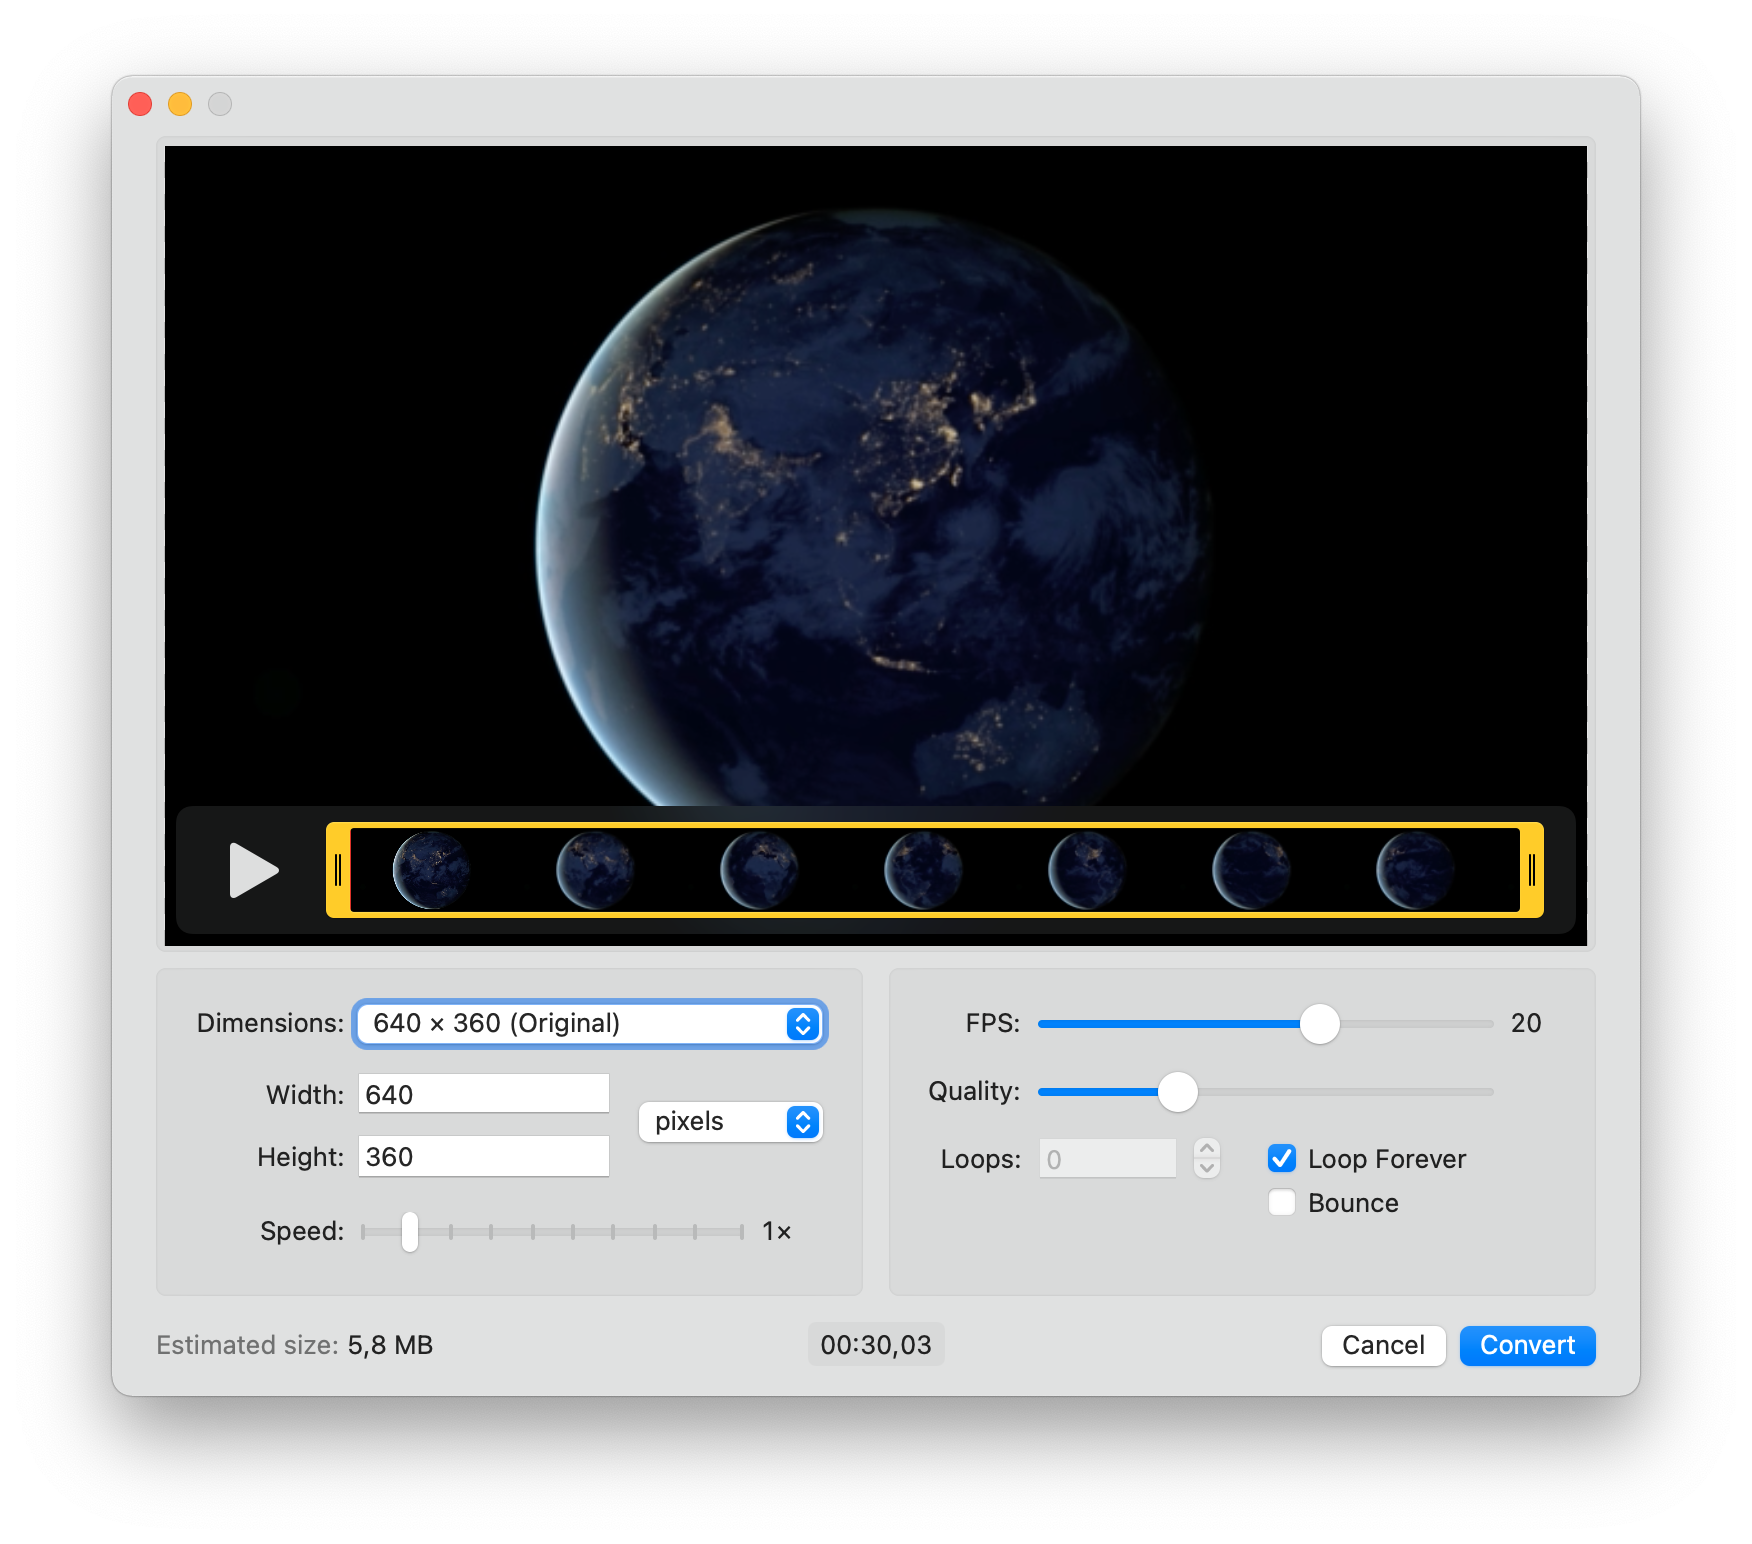 Dimensions: 640 × 360 (Original)
Width: 640
pixels
Height: 360
Speed: 1×
FPS: 20
Quality:
Loops: 0
Loop Forever
Bounce
Estimated size: 5,8 MB
00:30,03
Cancel
Convert